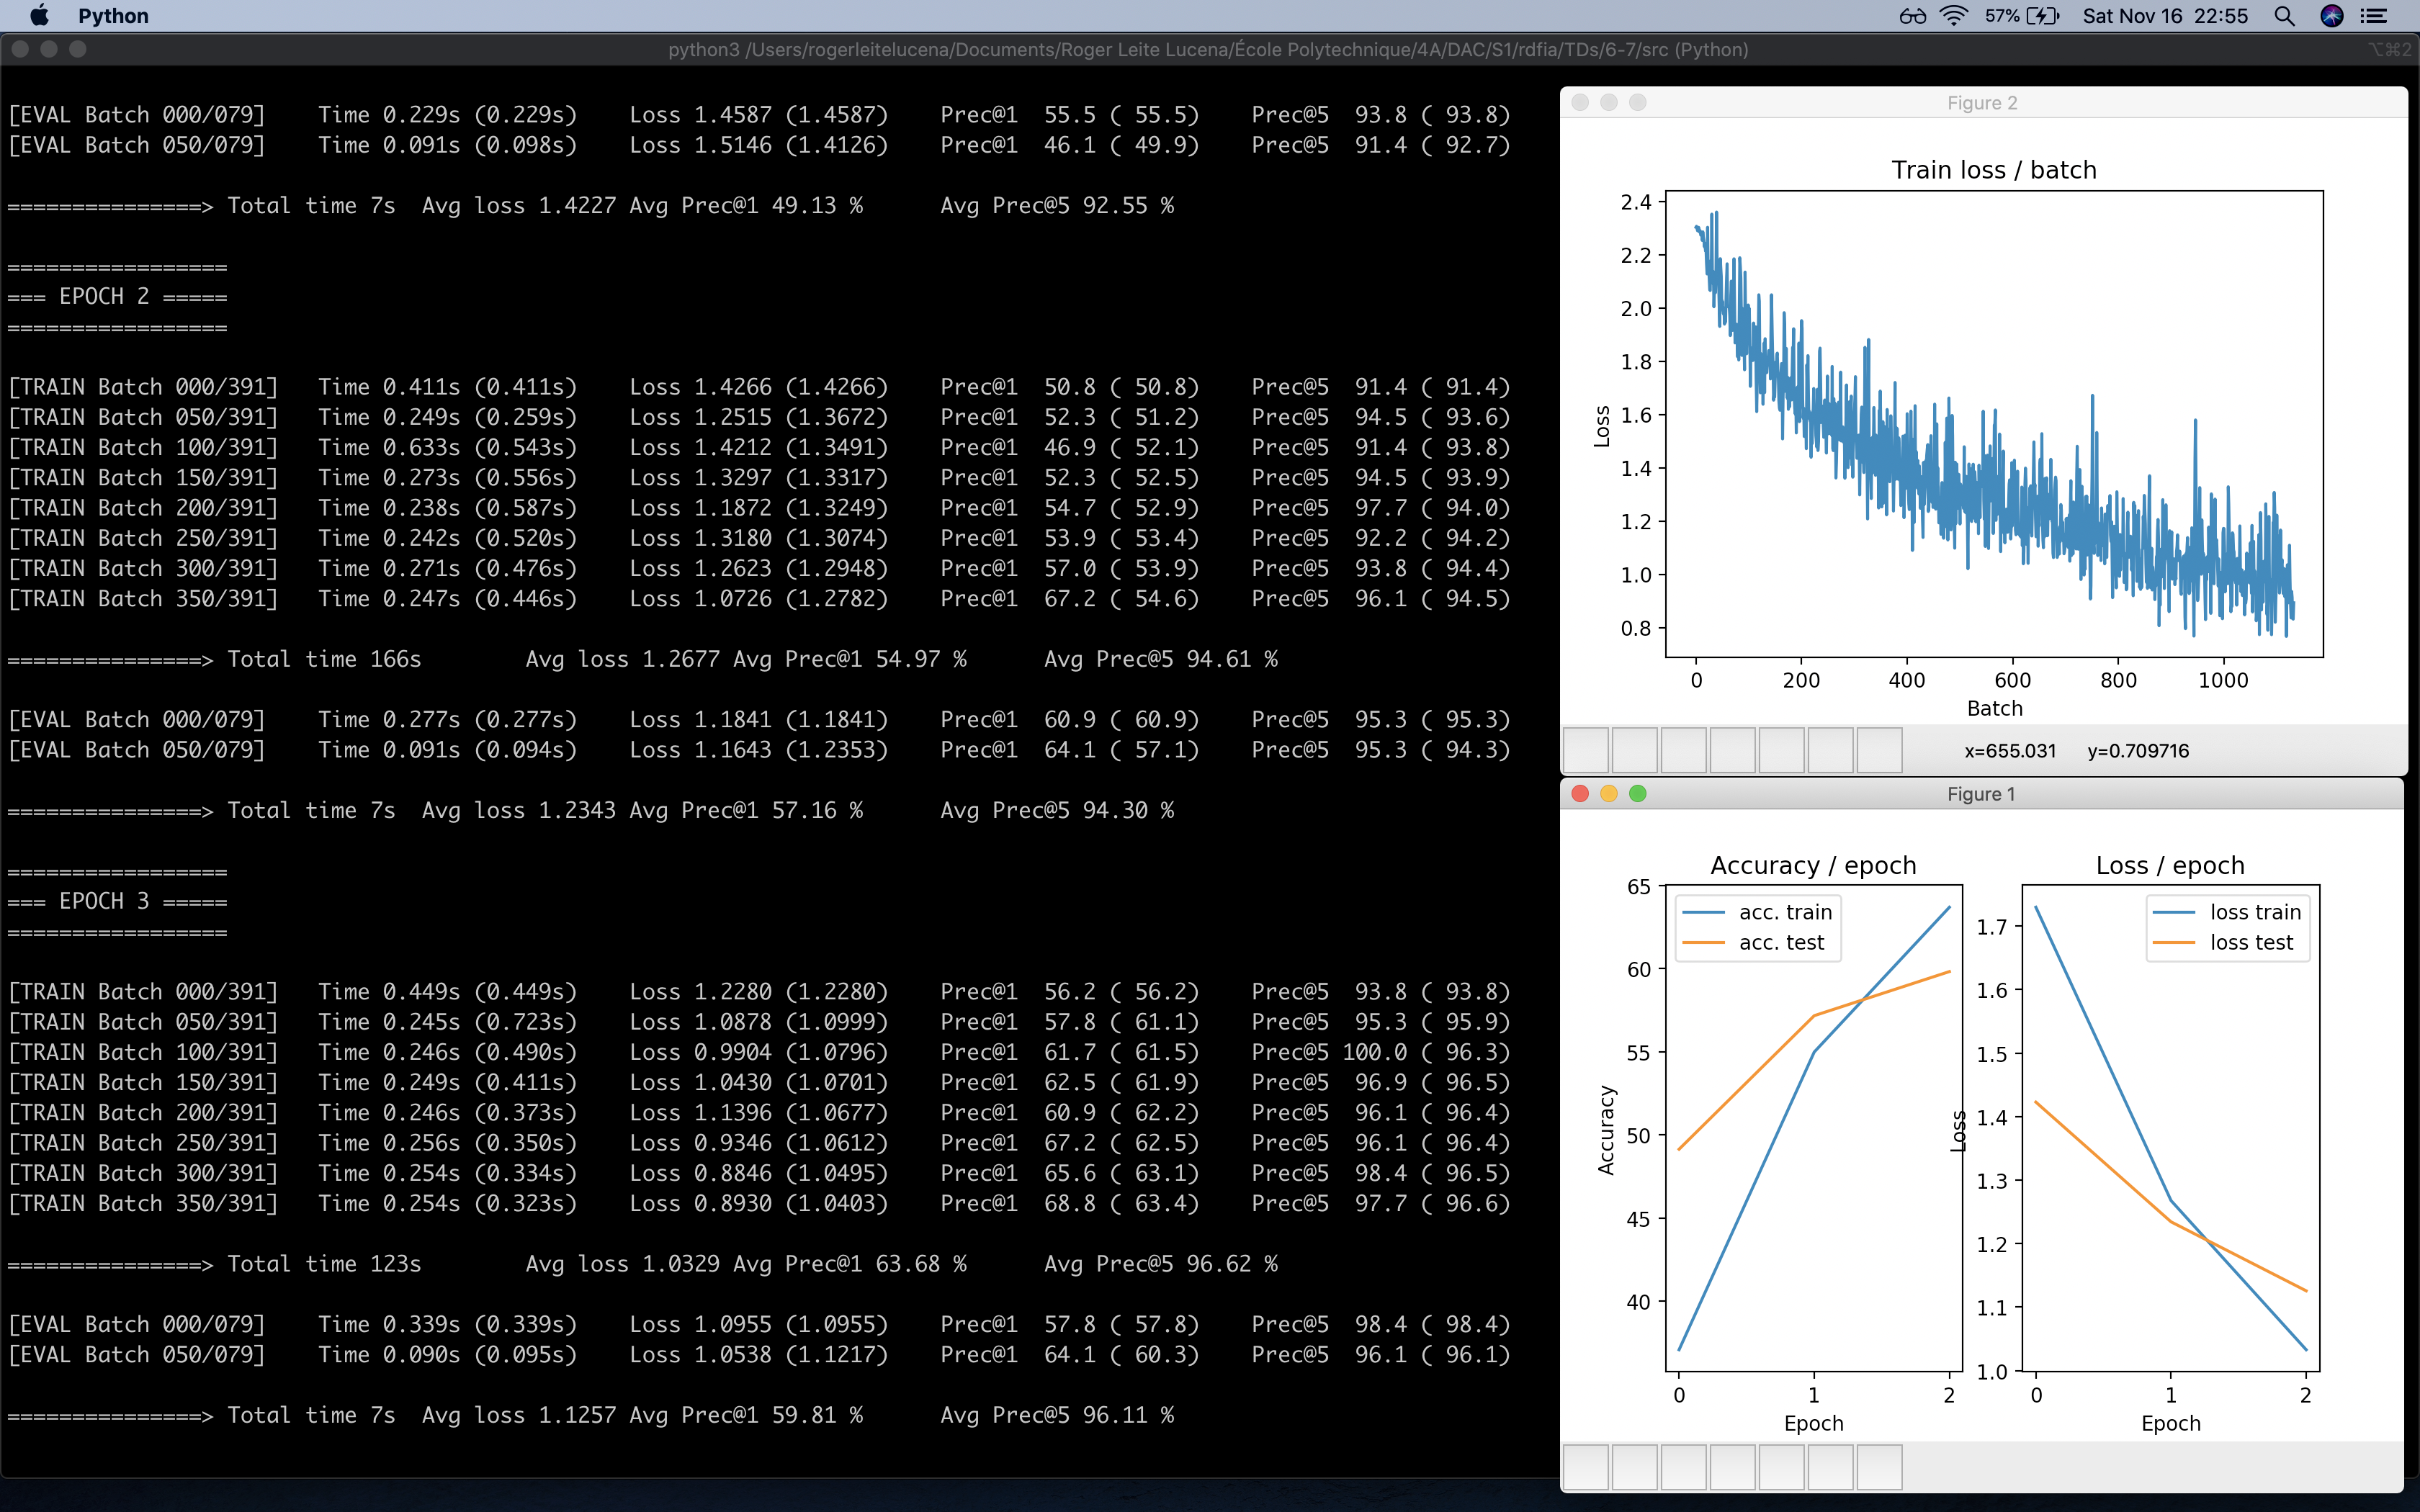 Python
57%
Sat Nov 16 22:55
python3 /Users/rogerleitelucena/Documents/Roger Leite Lucena/École Polytechnique/4A/DAC/S1/rdfia/TDs/6-7/src (Python)
⌥⌘2
[EVAL Batch 000/079] Time 0.229s (0.229s) Loss 1.4587 (1.4587) Prec@1 55.5 ( 55.5) Prec@5 93.8 ( 93.8)
[EVAL Batch 050/079] Time 0.091s (0.098s) Loss 1.5146 (1.4126) Prec@1 46.1 ( 49.9) Prec@5 91.4 ( 92.7)
===============> Total time 7s Avg loss 1.4227 Avg Prec@1 49.13 % Avg Prec@5 92.55 %
=================
=== EPOCH 2 =====
=================
[TRAIN Batch 000/391] Time 0.411s (0.411s) Loss 1.4266 (1.4266) Prec@1 50.8 ( 50.8) Prec@5 91.4 ( 91.4)
[TRAIN Batch 050/391] Time 0.249s (0.259s) Loss 1.2515 (1.3672) Prec@1 52.3 ( 51.2) Prec@5 94.5 ( 93.6)
[TRAIN Batch 100/391] Time 0.633s (0.543s) Loss 1.4212 (1.3491) Prec@1 46.9 ( 52.1) Prec@5 91.4 ( 93.8)
[TRAIN Batch 150/391] Time 0.273s (0.556s) Loss 1.3297 (1.3317) Prec@1 52.3 ( 52.5) Prec@5 94.5 ( 93.9)
[TRAIN Batch 200/391] Time 0.238s (0.587s) Loss 1.1872 (1.3249) Prec@1 54.7 ( 52.9) Prec@5 97.7 ( 94.0)
[TRAIN Batch 250/391] Time 0.242s (0.520s) Loss 1.3180 (1.3074) Prec@1 53.9 ( 53.4) Prec@5 92.2 ( 94.2)
[TRAIN Batch 300/391] Time 0.271s (0.476s) Loss 1.2623 (1.2948) Prec@1 57.0 ( 53.9) Prec@5 93.8 ( 94.4)
[TRAIN Batch 350/391] Time 0.247s (0.446s) Loss 1.0726 (1.2782) Prec@1 67.2 ( 54.6) Prec@5 96.1 ( 94.5)
===============> Total time 166s Avg loss 1.2677 Avg Prec@1 54.97 % Avg Prec@5 94.61 %
[EVAL Batch 000/079] Time 0.277s (0.277s) Loss 1.1841 (1.1841) Prec@1 60.9 ( 60.9) Prec@5 95.3 ( 95.3)
[EVAL Batch 050/079] Time 0.091s (0.094s) Loss 1.1643 (1.2353) Prec@1 64.1 ( 57.1) Prec@5 95.3 ( 94.3)
===============> Total time 7s Avg loss 1.2343 Avg Prec@1 57.16 % Avg Prec@5 94.30 %
=================
=== EPOCH 3 =====
=================
[TRAIN Batch 000/391] Time 0.449s (0.449s) Loss 1.2280 (1.2280) Prec@1 56.2 ( 56.2) Prec@5 93.8 ( 93.8)
[TRAIN Batch 050/391] Time 0.245s (0.723s) Loss 1.0878 (1.0999) Prec@1 57.8 ( 61.1) Prec@5 95.3 ( 95.9)
[TRAIN Batch 100/391] Time 0.246s (0.490s) Loss 0.9904 (1.0796) Prec@1 61.7 ( 61.5) Prec@5 100.0 ( 96.3)
[TRAIN Batch 150/391] Time 0.249s (0.411s) Loss 1.0430 (1.0701) Prec@1 62.5 ( 61.9) Prec@5 96.9 ( 96.5)
[TRAIN Batch 200/391] Time 0.246s (0.373s) Loss 1.1396 (1.0677) Prec@1 60.9 ( 62.2) Prec@5 96.1 ( 96.4)
[TRAIN Batch 250/391] Time 0.256s (0.350s) Loss 0.9346 (1.0612) Prec@1 67.2 ( 62.5) Prec@5 96.1 ( 96.4)
[TRAIN Batch 300/391] Time 0.254s (0.334s) Loss 0.8846 (1.0495) Prec@1 65.6 ( 63.1) Prec@5 98.4 ( 96.5)
[TRAIN Batch 350/391] Time 0.254s (0.323s) Loss 0.8930 (1.0403) Prec@1 68.8 ( 63.4) Prec@5 97.7 ( 96.6)
===============> Total time 123s Avg loss 1.0329 Avg Prec@1 63.68 % Avg Prec@5 96.62 %
[EVAL Batch 000/079] Time 0.339s (0.339s) Loss 1.0955 (1.0955) Prec@1 57.8 ( 57.8) Prec@5 98.4 ( 98.4)
[EVAL Batch 050/079] Time 0.090s (0.095s) Loss 1.0538 (1.1217) Prec@1 64.1 ( 60.3) Prec@5 96.1 ( 96.1)
===============> Total time 7s Avg loss 1.1257 Avg Prec@1 59.81 % Avg Prec@5 96.11 %
Figure 2
Train loss / batch
2.4
2.2
2.0
1.8
1.6
1.4
1.2
1.0
0.8
Loss
0 200 400 600 800 1000
Batch
x=655.031 y=0.709716
Figure 1
Accuracy / epoch
65
60
55
50
45
40
Accuracy
acc. train
acc. test
0 1 2
Epoch
Loss / epoch
1.7
1.6
1.5
1.4
1.3
1.2
1.1
1.0
Loss
loss train
loss test
0 1 2
Epoch